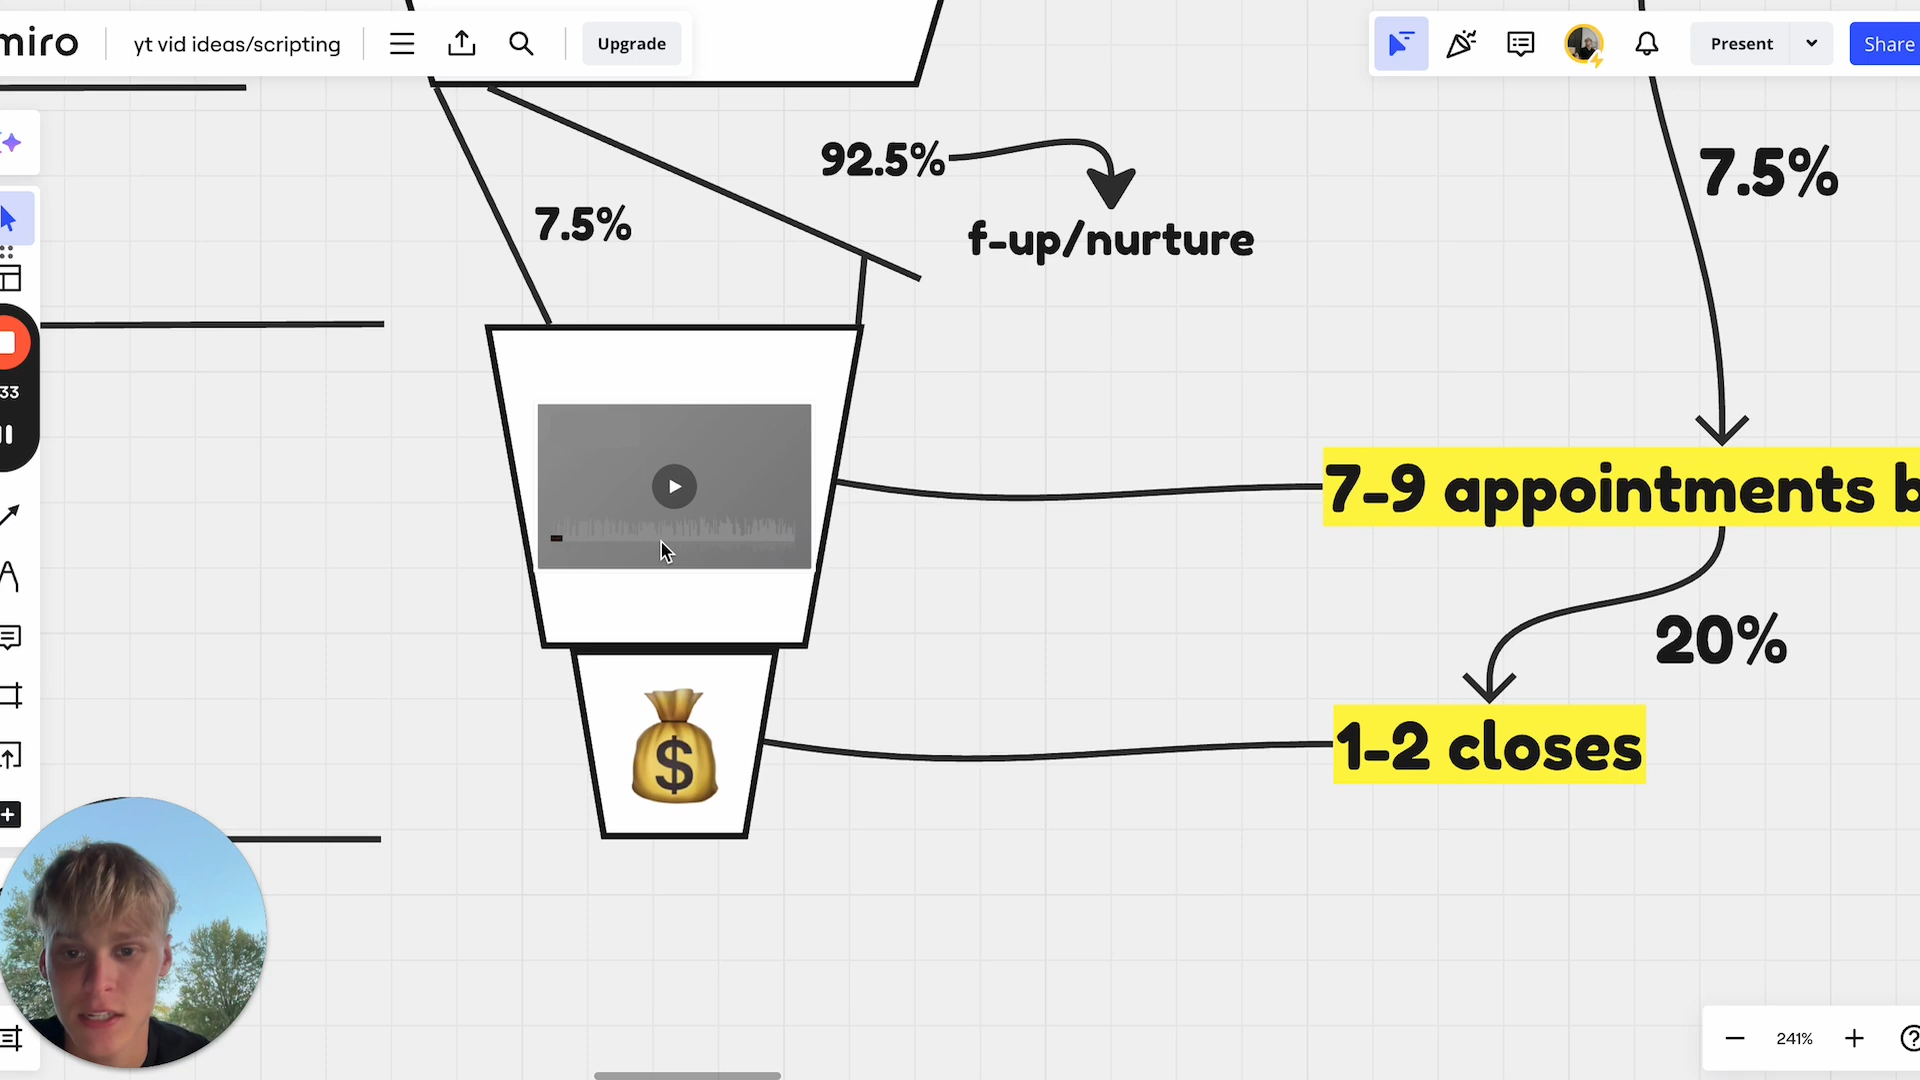 miro
yt vid ideas/scripting
Upgrade
Present
Share
92.5%
7.5%
7.5%
f-up/nurture
33
7-9 appointments b
20%
$
1-2 closes
241%